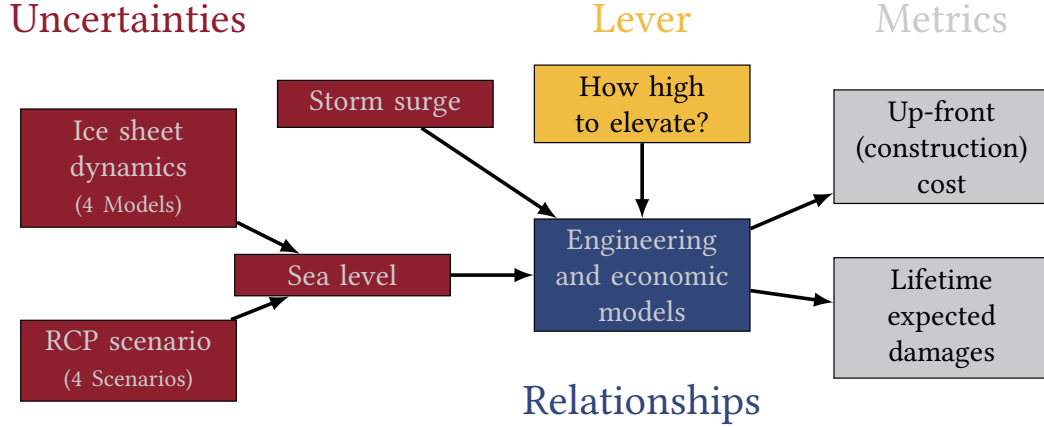 Uncertainties
Lever
Metrics
Storm surge
How high
to elevate?
Ice sheet
dynamics
(4 Models)
Up-front
(construction)
cost
Engineering
and economic
models
Sea level
Lifetime
expected
damages
RCP scenario
(4 Scenarios)
Relationships